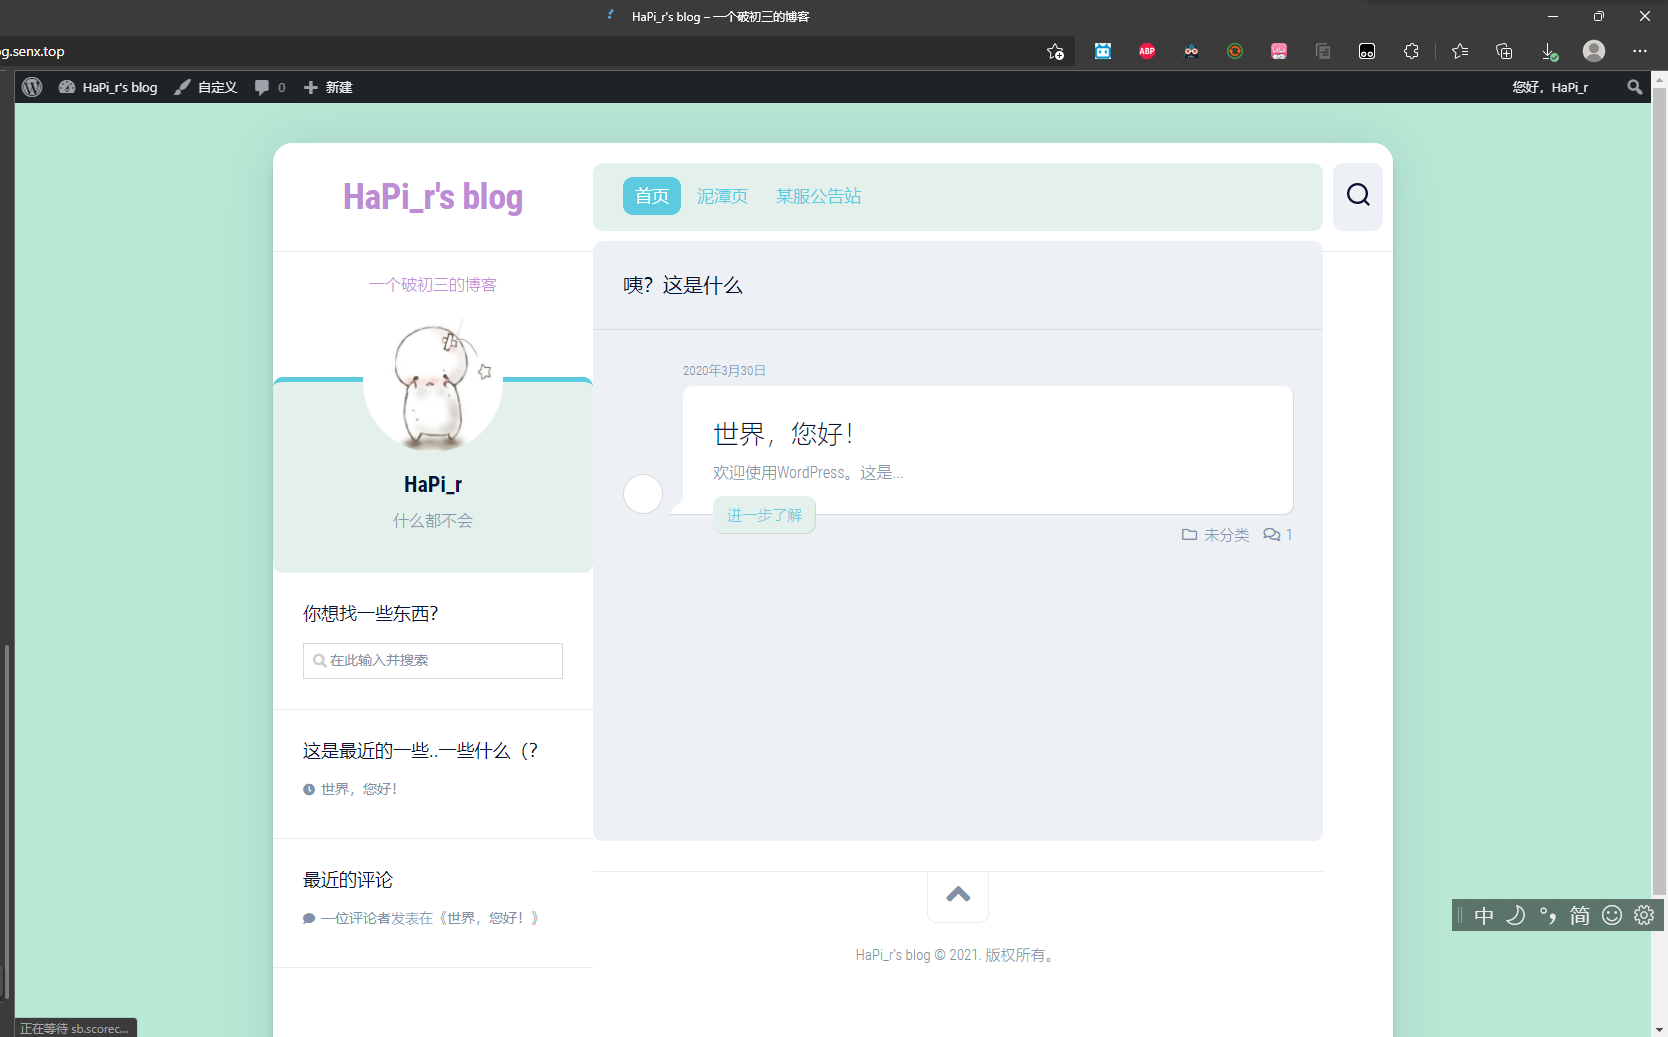 HaPi_r's blog – 一个破初三的博客
g.senx.top
ABP
HaPi_r's blog 自定义 0 新建
您好，HaPi_r
HaPi_r's blog
首页 泥潭页 某服公告站
一个破初三的博客
HaPi_r
什么都不会
你想找一些东西？
在此输入并搜索
这是最近的一些..一些什么（？
世界，您好！
最近的评论
一位评论者发表在《世界，您好！》
咦？这是什么
2020年3月30日
世界，您好！
欢迎使用WordPress。这是...
进一步了解
未分类 1
HaPi_r's blog © 2021. 版权所有。
中 简
正在等待 sb.scorec...